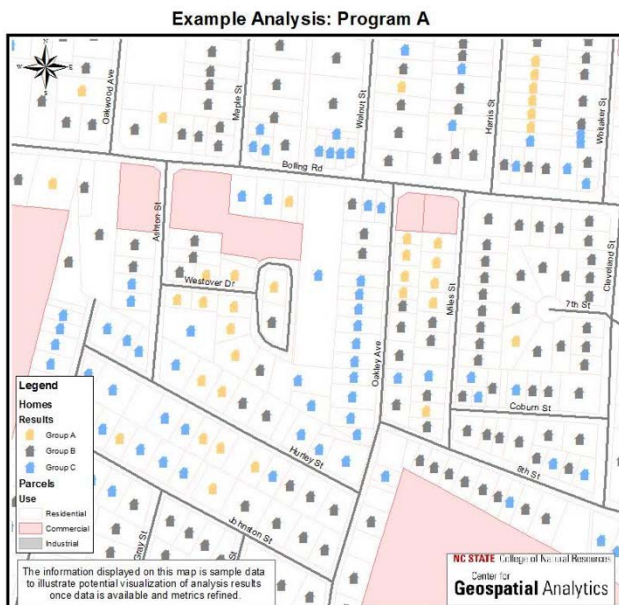 Example Analysis: Program A
N
W E
S
Oakwood Ave
Maple St
Walnut St
Harris St
Whitaker St
Bolling Rd
Ashton St
Westover Dr
Oakley Ave
Miles St
Cleveland St
7th St
Coburn St
8th St
Hurley St
Johnston St
Gray St
St
Legend
Homes
Results
Group A
Group B
Group C
Parcels
Use
Residential
Commercial
Industrial
The information displayed on this map is sample data
to illustrate potential visualization of analysis results
once data is available and metrics refined.
NC STATE College of Natural Resources
Center for
Geospatial Analytics